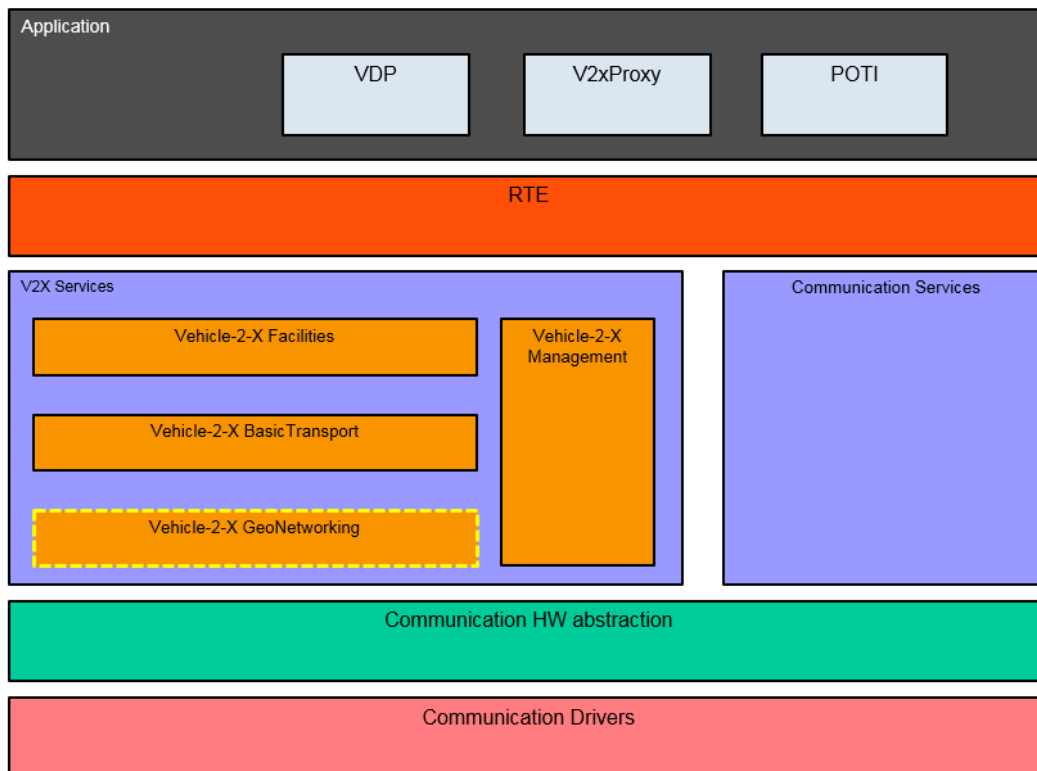 Application
VDP
V2xProxy
POTI
RTE
V2X Services
Vehicle-2-X Facilities
Vehicle-2-X BasicTransport
Vehicle-2-X GeoNetworking
Vehicle-2-X
Management
Communication Services
Communication HW abstraction
Communication Drivers